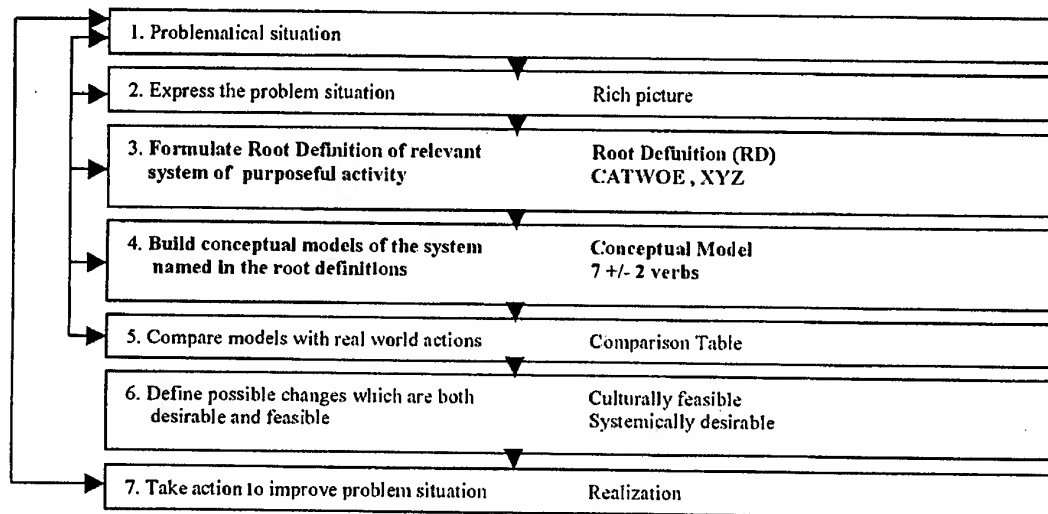 1. Problematical situation
2. Express the problem situation Rich picture
3. Formulate Root Definition of relevant Root Definition (RD)
system of purposeful activity CATWOE , XYZ
4. Build conceptual models of the system Conceptual Model
named in the root definitions 7 +/- 2 verbs
5. Compare models with real world actions Comparison Table
6. Define possible changes which are both Culturally feasible
desirable and feasible Systemically desirable
7. Take action to improve problem situation Realization